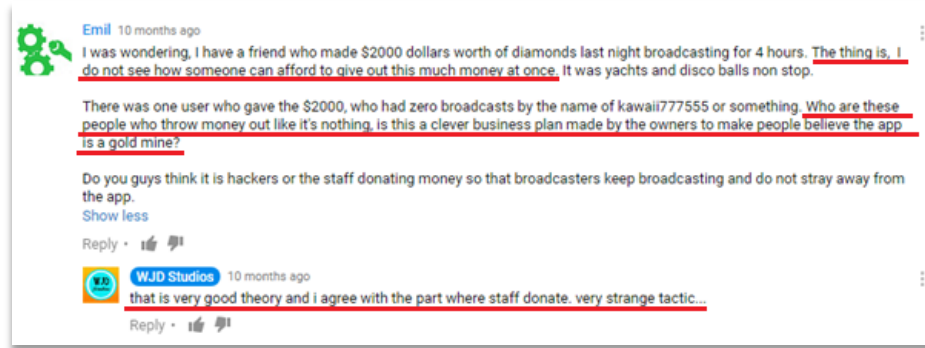 Emil 10 months ago
I was wondering, I have a friend who made $2000 dollars worth of diamonds last night broadcasting for 4 hours. The thing is, I
do not see how someone can afford to give out this much money at once. It was yachts and disco balls non stop.
There was one user who gave the $2000, who had zero broadcasts by the name of kawaii777555 or something. Who are these
people who throw money out like it's nothing, is this a clever business plan made by the owners to make people believe the app
is a gold mine?
Do you guys think it is hackers or the staff donating money so that broadcasters keep broadcasting and do not stray away from
the app.
Show less
Reply •
WJD Studios 10 months ago
that is very good theory and i agree with the part where staff donate. very strange tactic...
Reply •